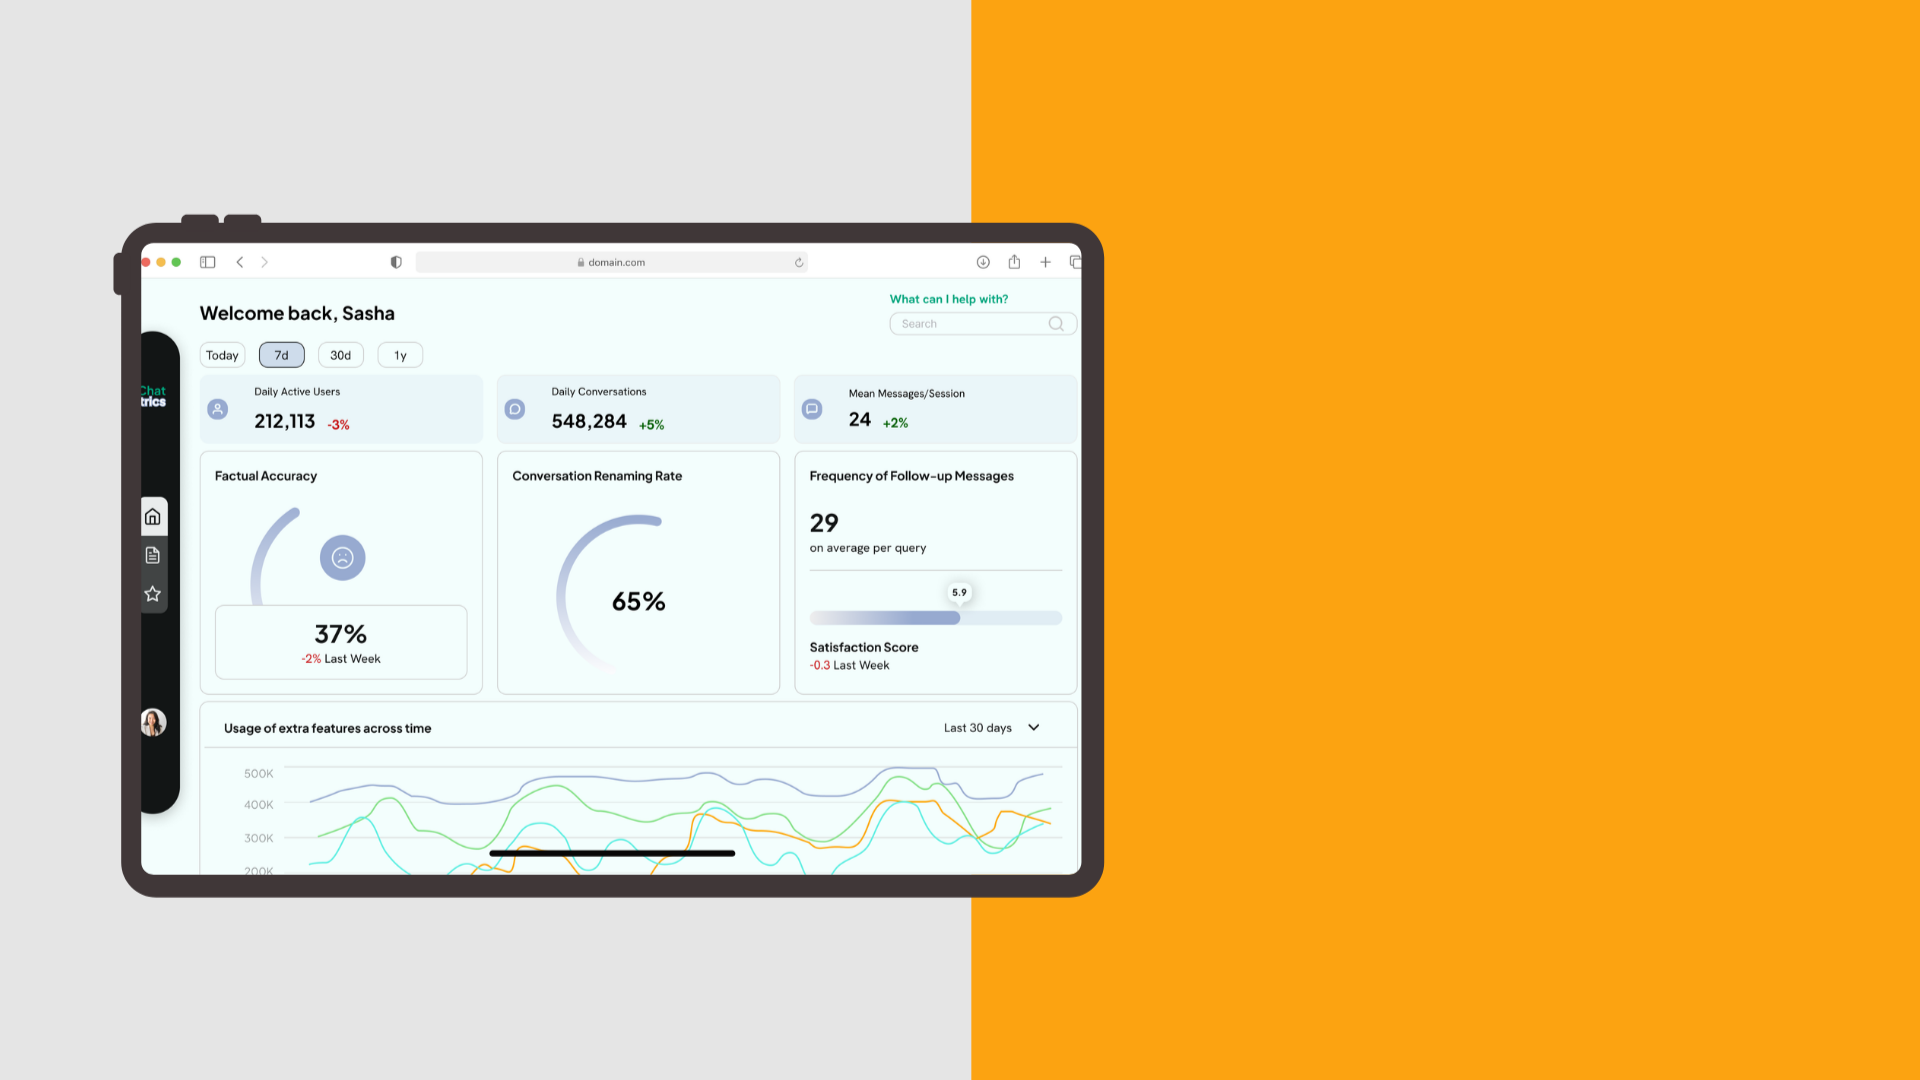 domain.com
What can I help with?
Welcome back, Sasha
Search
Today 7d 30d 1y
Chat
trics
Daily Active Users
212,113 -3%
Daily Conversations
548,284 +5%
Mean Messages/Session
24 +2%
Factual Accuracy
37%
-2% Last Week
Conversation Renaming Rate
65%
Frequency of Follow-up Messages
29
on average per query
5.9
Satisfaction Score
-0.3 Last Week
Usage of extra features across time
Last 30 days
500K
400K
300K
200K